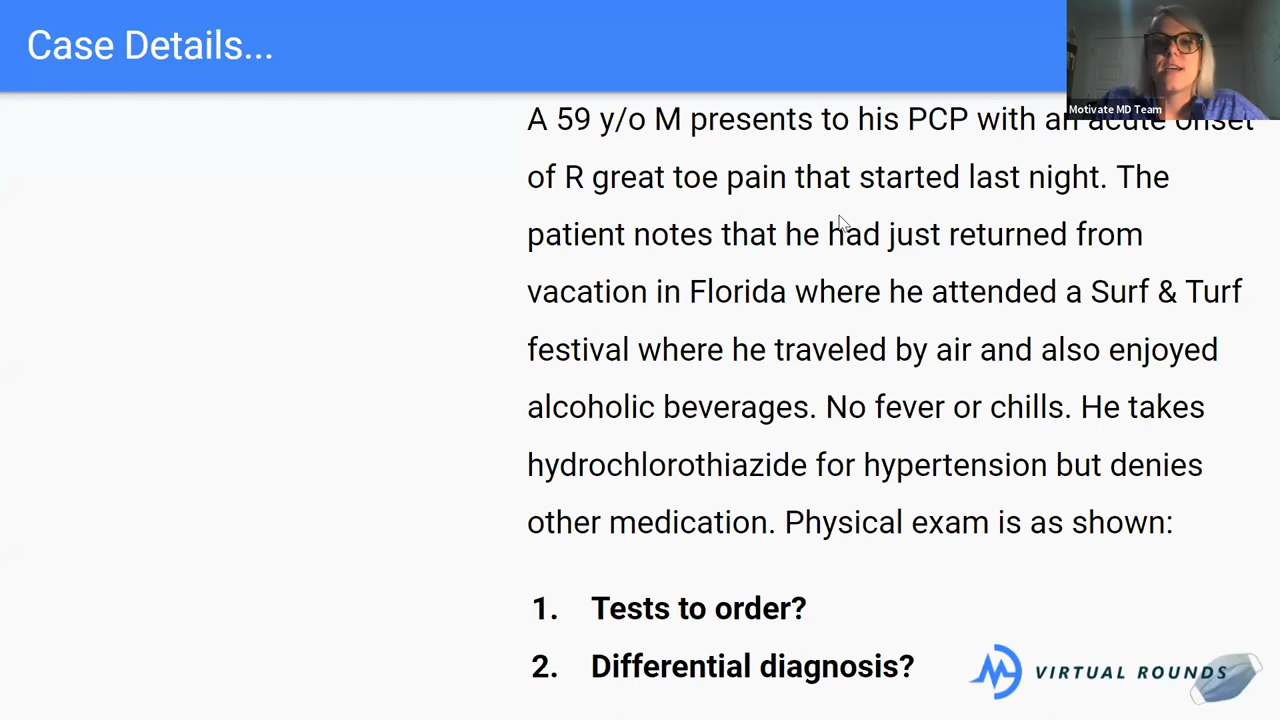 Case Details...
Motivate MD Team
A 59 y/o M presents to his PCP with an acute onset
of R great toe pain that started last night. The
patient notes that he had just returned from
vacation in Florida where he attended a Surf & Turf
festival where he traveled by air and also enjoyed
alcoholic beverages. No fever or chills. He takes
hydrochlorothiazide for hypertension but denies
other medication. Physical exam is as shown:
1. Tests to order?
2. Differential diagnosis?
VIRTUAL ROUNDS